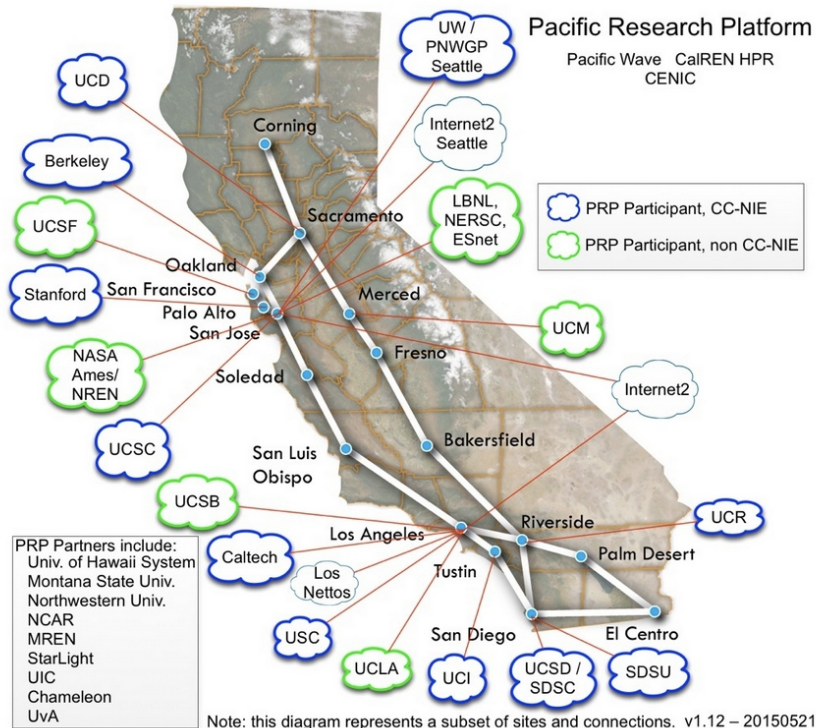 Pacific Research Platform
Pacific Wave CalREN HPR
CENIC
UW /
PNWGP
Seattle
UCD
Internet2
Seattle
Corning
Berkeley
LBNL,
NERSC,
ESnet
PRP Participant, CC-NIE
PRP Participant, non CC-NIE
UCSF
Sacramento
Oakland
Stanford
San Francisco
Palo Alto
San Jose
Merced
UCM
NASA
Ames/
NREN
Fresno
Soledad
Internet2
UCSC
Bakersfield
San Luis
Obispo
UCSB
Riverside
UCR
Los Angeles
Caltech
Palm Desert
Los
Nettos
Tustin
USC
San Diego
El Centro
UCLA
UCI
UCSD /
SDSC
SDSU
PRP Partners include:
Univ. of Hawaii System
Montana State Univ.
Northwestern Univ.
NCAR
MREN
StarLight
UIC
Chameleon
UvA
Note: this diagram represents a subset of sites and connections. v1.12 – 20150521